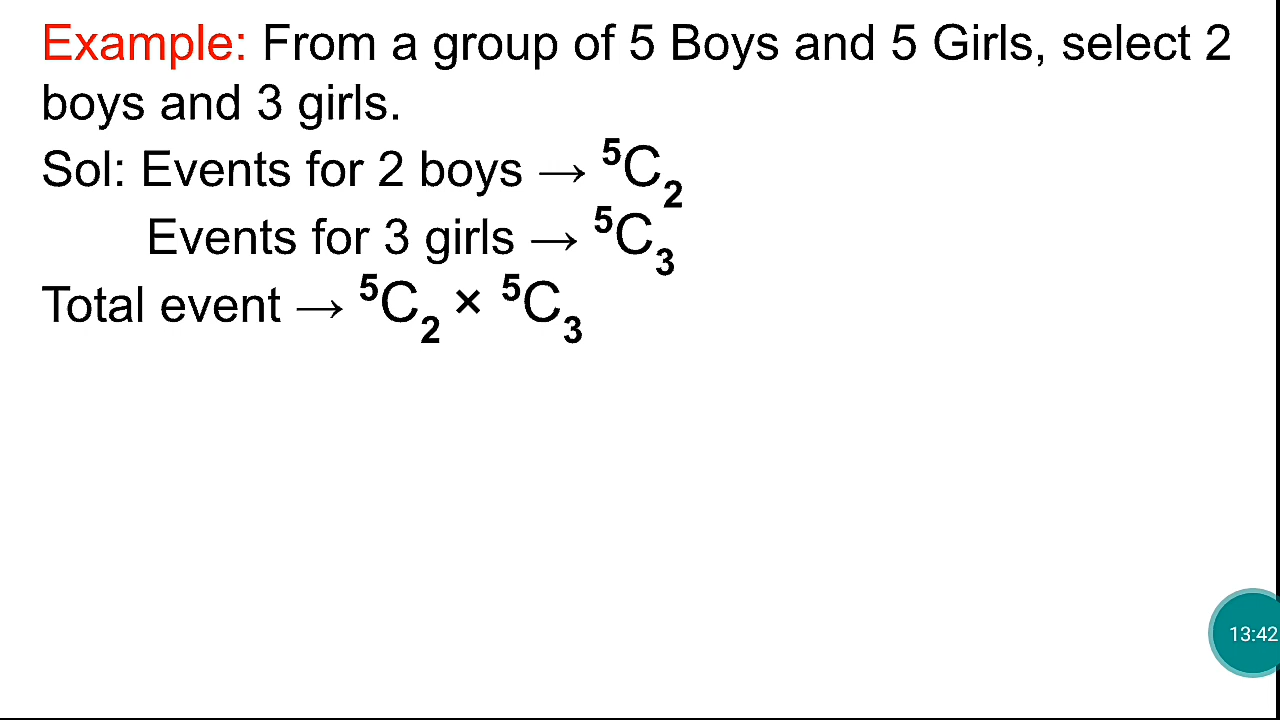 Example: From a group of 5 Boys and 5 Girls, select 2
boys and 3 girls.
Sol: Events for 2 boys → ⁵C₂
Events for 3 girls → ⁵C₃
Total event → ⁵C₂ × ⁵C₃
13:42